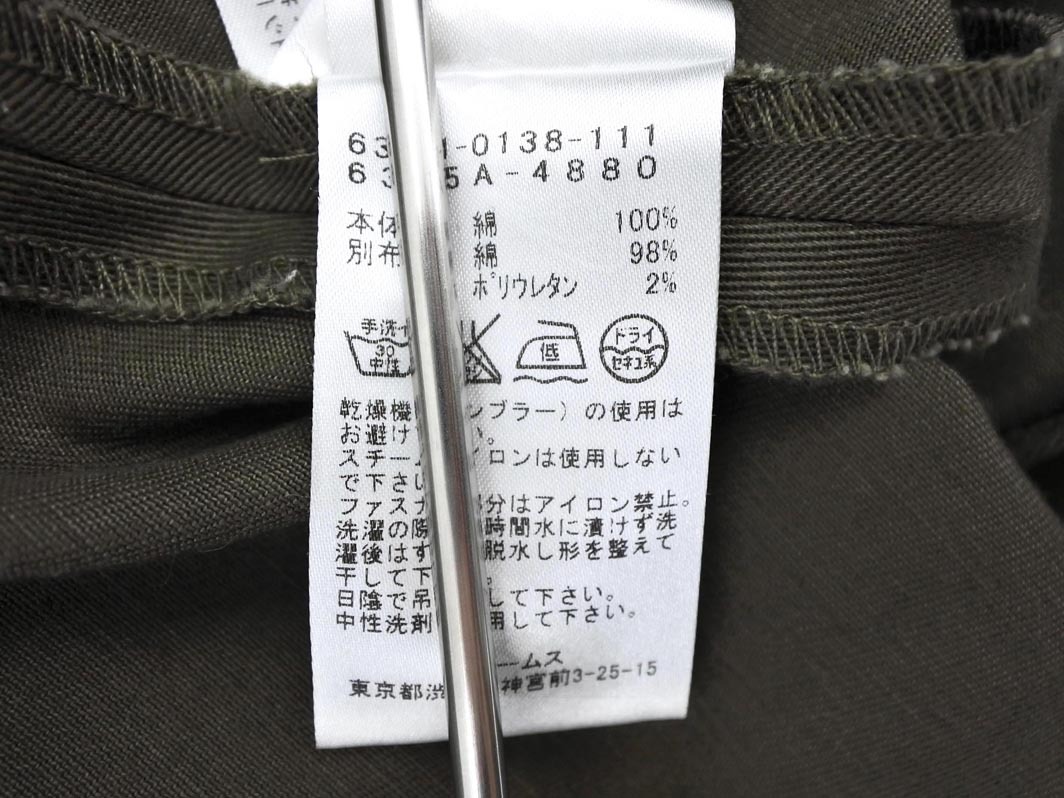 63 1-0138-111
63 5A-4880
本体 綿 100%
別布 綿 98%
ポリウレタン 2%
手洗イ
30
中性
低
ドライ
セキユ系
乾燥機 ンブラー)の使用は
お避け い。
スチーム イロンは使用しない
で下さい
ファスナ 部分はアイロン禁止。
洗濯の際 時間水に漬けず洗
濯後はす 脱水し形を整えて
干して下 。
日陰で吊 して下さい。
中性洗剤 用して下さい。
ームス
東京都渋 神宮前3-25-15